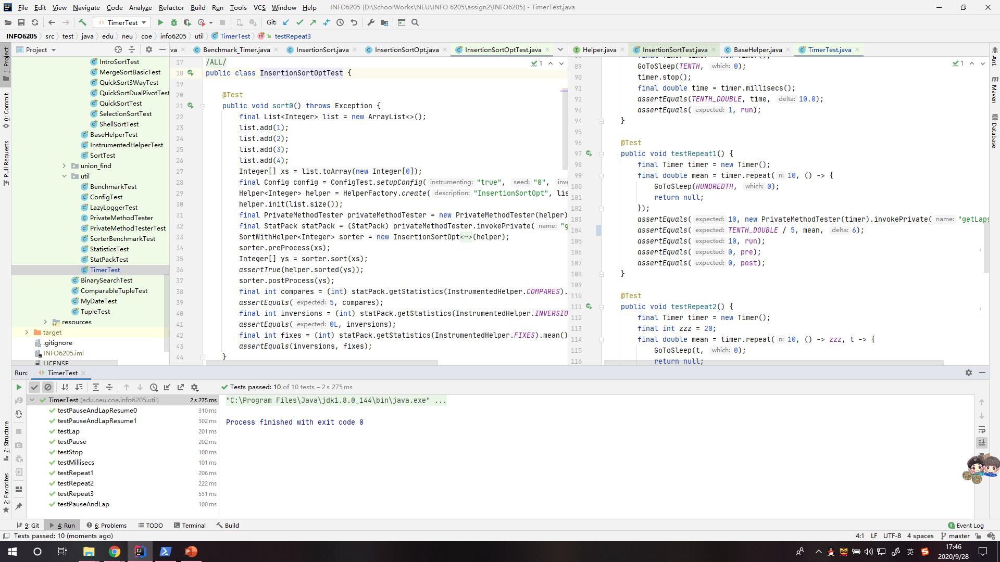 File Edit View Navigate Code Analyze Refactor Build Run Tools VCS Window Help INFO6205 [D:\SchoolWorks\NEU\INFO 6205\assign2\INFO6205] - TimerTest.java
TimerTest Git:
INFO6205 src test java edu neu coe info6205 util TimerTest testRepeat3
Project
va Benchmark_Timer.java InsertionSort.java InsertionSortOpt.java InsertionSortOptTest.java
Helper.java InsertionSortTest.java BaseHelper.java TimerTest.java
1: Project
0: Commit
Pull Requests
7: Structure
2: Favorites
IntroSortTest
MergeSortBasicTest
QuickSort3WayTest
QuickSortDualPivotTest
QuickSortTest
SelectionSortTest
ShellSortTest
BaseHelperTest
InstrumentedHelperTest
SortTest
union_find
util
BenchmarkTest
ConfigTest
LazyLoggerTest
PrivateMethodTester
PrivateMethodTesterTest
SorterBenchmarkTest
StatisticsTest
StatPackTest
TimerTest
BinarySearchTest
ComparableTupleTest
MyDateTest
TupleTest
resources
target
.gitignore
INFO6205.iml
LICENSE
1
17 /ALL/
18 public class InsertionSortOptTest {
19
20 @Test
21 public void sort0() throws Exception {
22 final List<Integer> list = new ArrayList<>();
23 list.add(1);
24 list.add(2);
25 list.add(3);
26 list.add(4);
27 Integer[] xs = list.toArray(new Integer[0]);
28 final Config config = ConfigTest.setupConfig( instrumenting: "true", seed: "0", inve
29 Helper<Integer> helper = HelperFactory.create( description: "InsertionSortOpt", lis
30 helper.init(list.size());
31 final PrivateMethodTester privateMethodTester = new PrivateMethodTester(helper)
32 final StatPack statPack = (StatPack) privateMethodTester.invokePrivate( name: "g
33 SortWithHelper<Integer> sorter = new InsertionSortOpt<~>(helper);
34 sorter.preProcess(xs);
35 Integer[] ys = sorter.sort(xs);
36 assertTrue(helper.sorted(ys));
37 sorter.postProcess(ys);
38 final int compares = (int) statPack.getStatistics(InstrumentedHelper.COMPARES).
39 assertEquals( expected: 5, compares);
40 final int inversions = (int) statPack.getStatistics(InstrumentedHelper.INVERSIO
41 assertEquals( expected: 0L, inversions);
42 final int fixes = (int) statPack.getStatistics(InstrumentedHelper.FIXES).mean()
43 assertEquals(inversions, fixes);
44 }
1
89 GoToSleep(TENTH, which: 0);
90 timer.stop();
91 final double time = timer.millisecs();
92 assertEquals(TENTH_DOUBLE, time, delta: 10.0);
93 assertEquals( expected: 1, run);
94 }
95
96 @Test
97 public void testRepeat1() {
98 final Timer timer = new Timer();
99 final double mean = timer.repeat( n: 10, () -> {
100 GoToSleep(HUNDREDTH, which: 0);
101 return null;
102 });
103 assertEquals( expected: 10, new PrivateMethodTester(timer).invokePrivate( name: "getLaps
104 assertEquals( expected: TENTH_DOUBLE / 5, mean, delta: 6);
105 assertEquals( expected: 10, run);
106 assertEquals( expected: 0, pre);
107 assertEquals( expected: 0, post);
108 }
109
110 @Test
111 public void testRepeat2() {
112 final Timer timer = new Timer();
113 final int zzz = 20;
114 final double mean = timer.repeat( n: 10, () -> zzz, t -> {
115 GoToSleep(t, which: 0);
116 return null;
Ant
Maven
Database
Run: TimerTest
Tests passed: 10 of 10 tests – 2 s 275 ms
TimerTest (edu.neu.coe.info6205.util) 2 s 275 ms
testPauseAndLapResume0 310 ms
testPauseAndLapResume1 302 ms
testLap 201 ms
testPause 202 ms
testStop 100 ms
testMillisecs 101 ms
testRepeat1 206 ms
testRepeat2 222 ms
testRepeat3 531 ms
testPauseAndLap 100 ms
"C:\Program Files\Java\jdk1.8.0_144\bin\java.exe" ...
Process finished with exit code 0
9: Git 4: Run 6: Problems TODO Terminal Build 1 Event Log
Tests passed: 10 (moments ago) 4:1 LF UTF-8 4 spaces master
英
17:46
2020/9/28